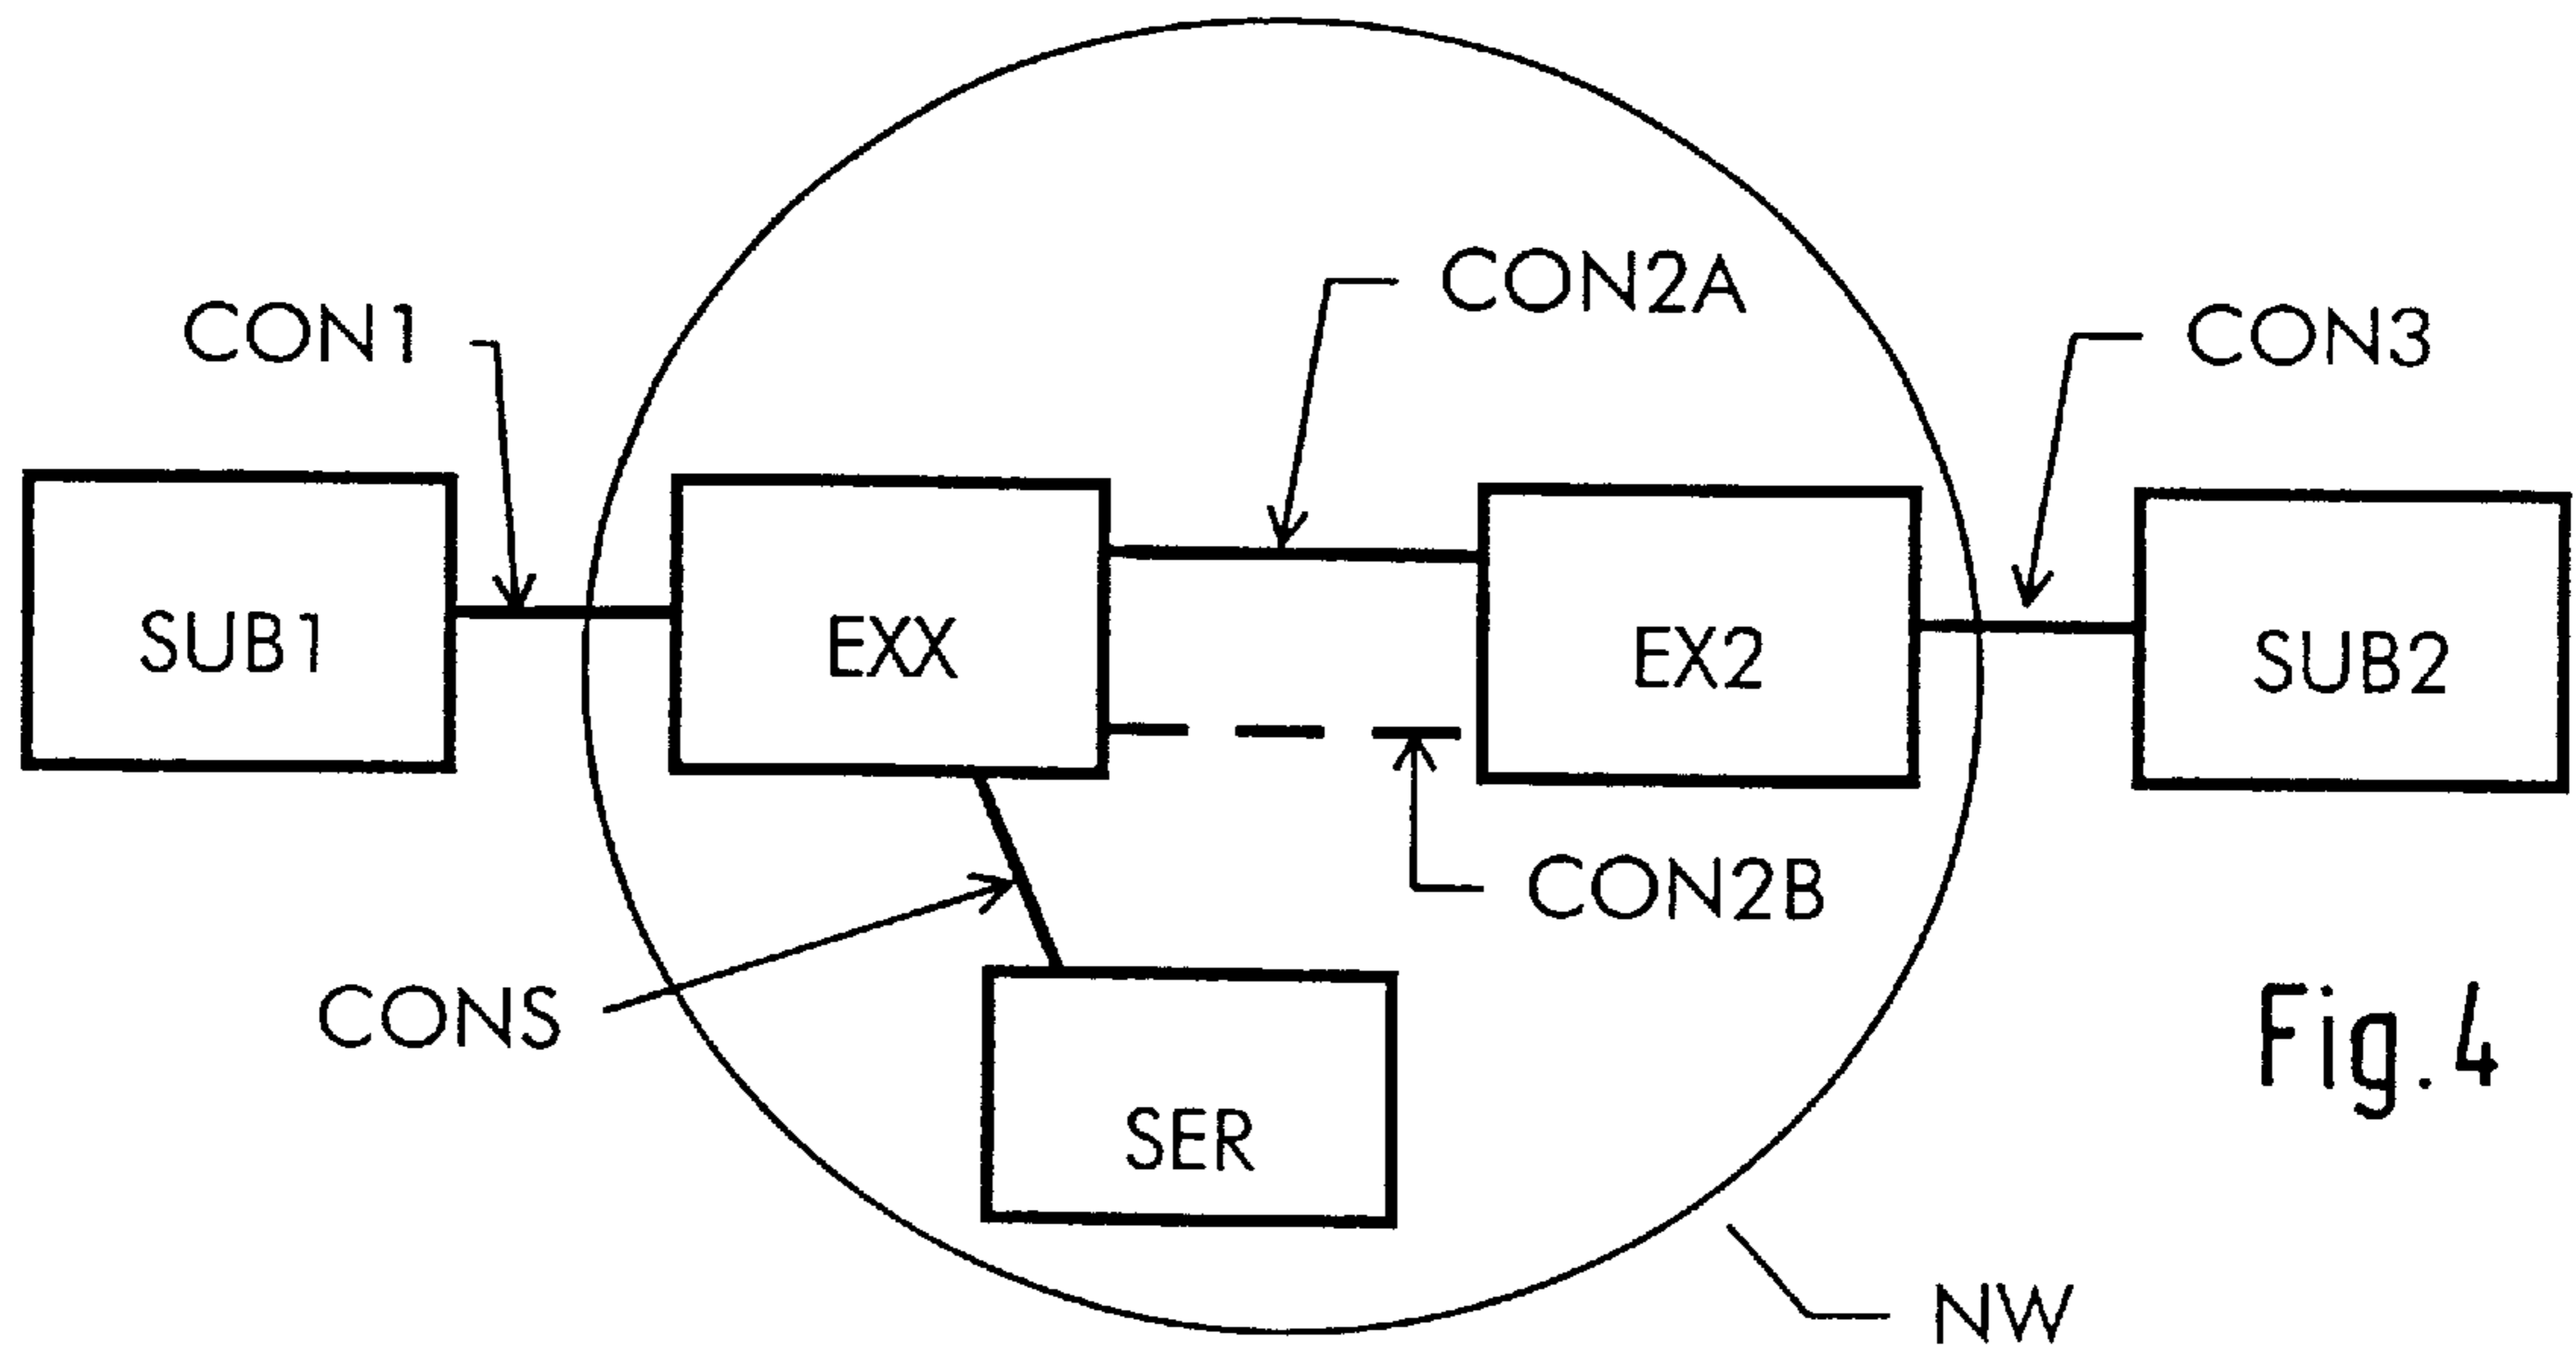 CON2A
CON1
CON3
SUB1
EXX
EX2
SUB2
CON2B
CONS
SER
Fig.4
NW